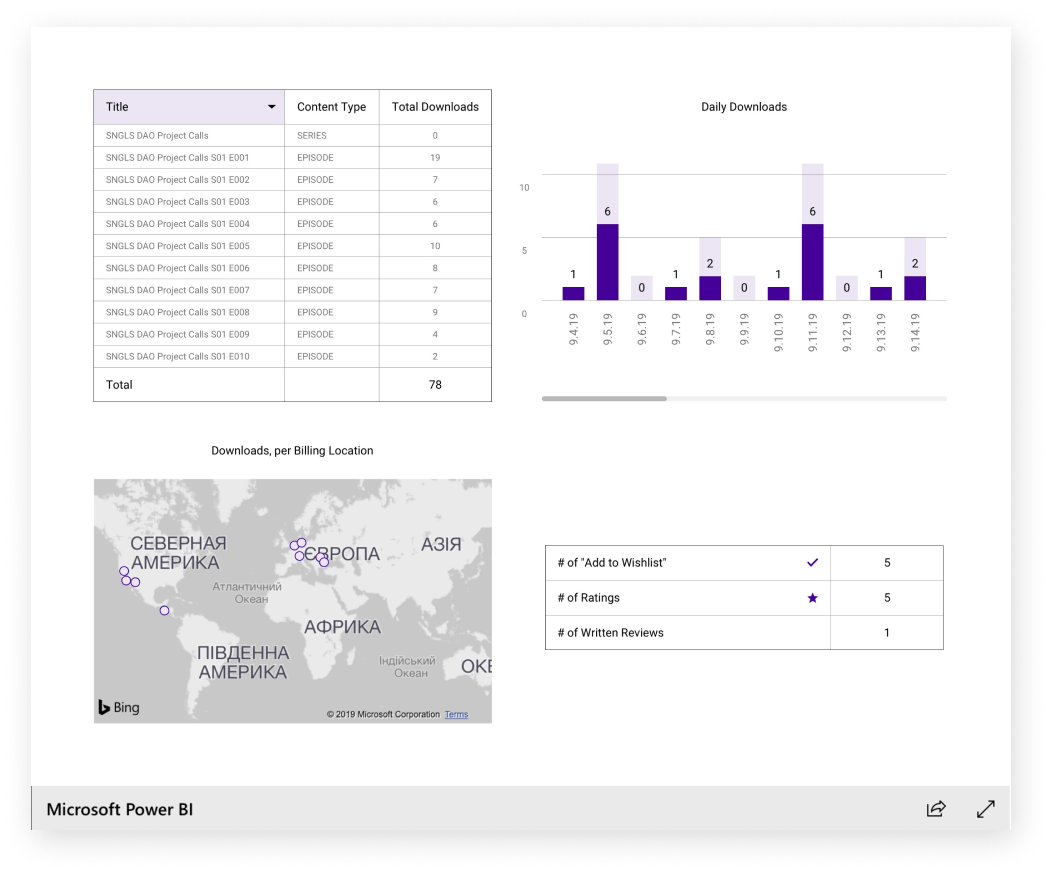 Title Content Type Total Downloads
SNGLS DAO Project Calls SERIES 0
SNGLS DAO Project Calls S01 E001 EPISODE 19
SNGLS DAO Project Calls S01 E002 EPISODE 7
SNGLS DAO Project Calls S01 E003 EPISODE 6
SNGLS DAO Project Calls S01 E004 EPISODE 6
SNGLS DAO Project Calls S01 E005 EPISODE 10
SNGLS DAO Project Calls S01 E006 EPISODE 8
SNGLS DAO Project Calls S01 E007 EPISODE 7
SNGLS DAO Project Calls S01 E008 EPISODE 9
SNGLS DAO Project Calls S01 E009 EPISODE 4
SNGLS DAO Project Calls S01 E010 EPISODE 2
Total 78
Daily Downloads
10
5
0
1 6 0 1 2 0 1 6 0 1 2
9.4.19 9.5.19 9.6.19 9.7.19 9.8.19 9.9.19 9.10.19 9.11.19 9.12.19 9.13.19 9.14.19
Downloads, per Billing Location
СЕВЕРНАЯ
АМЕРИКА
ЄВРОПА
АЗІЯ
Атлантичний
Океан
АФРИКА
ПІВДЕННА
АМЕРИКА
Індійський
Океан
ОКЕ
Bing
© 2019 Microsoft Corporation Terms
# of "Add to Wishlist" 5
# of Ratings 5
# of Written Reviews 1
Microsoft Power BI